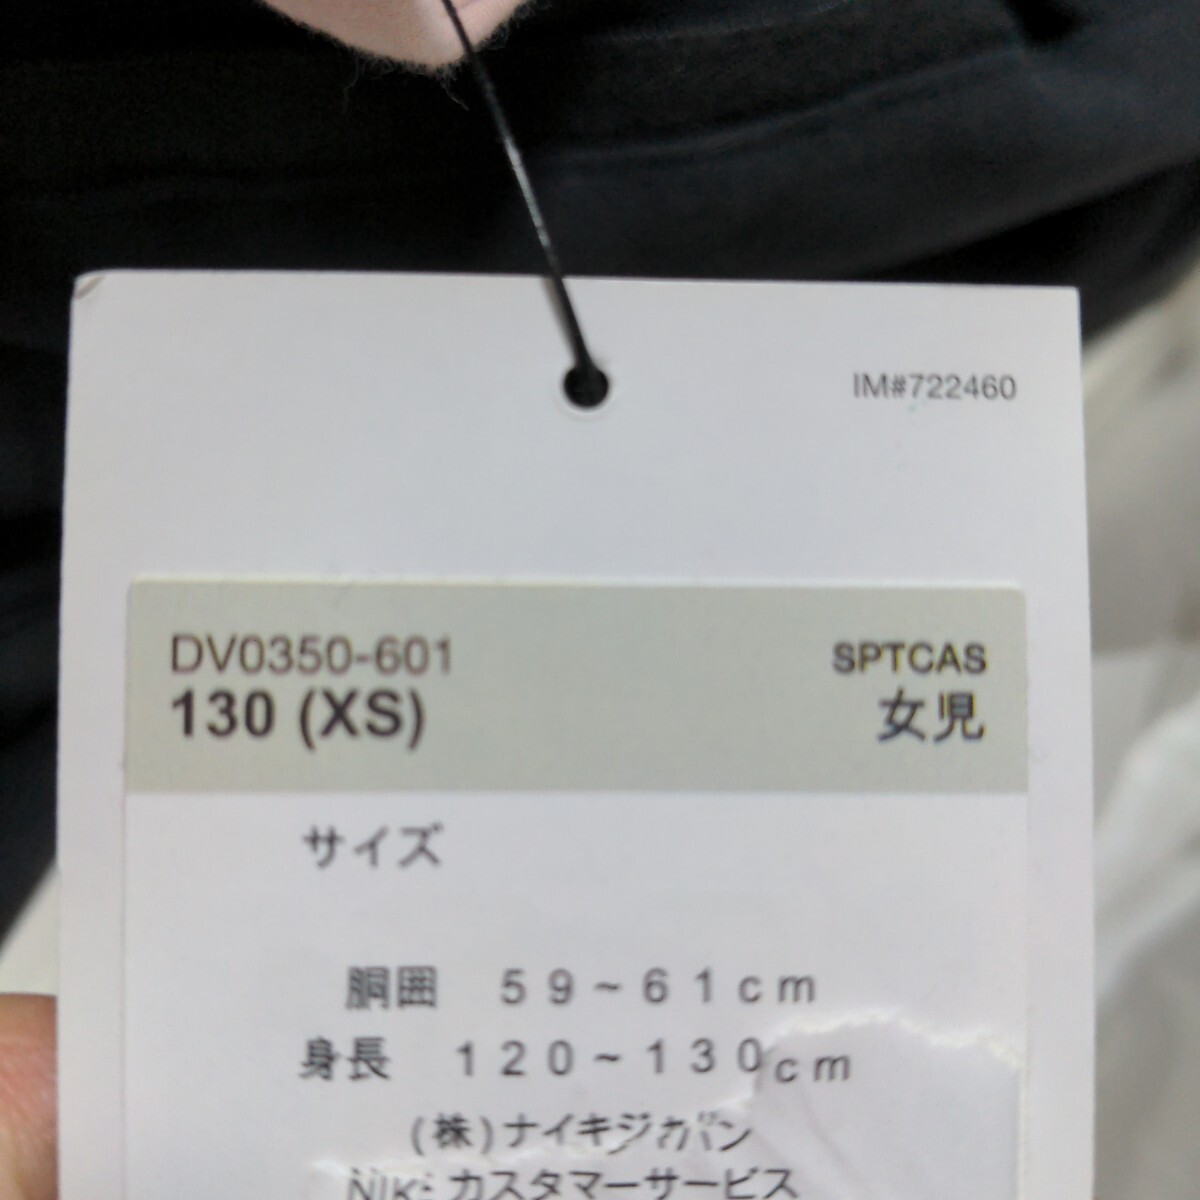 IM#722460
DV0350-601 SPTCAS
130 (XS) 女児
サイズ
胴囲 59~61cm
身長 120~130cm
(株)ナイキジャパン
NIKE カスタマーサービス